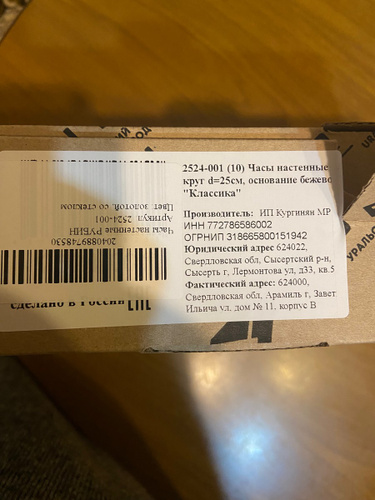 2524-001 (10) Часы настенные
круг d=25см, основание бежево
"Классика"
Производитель: ИП Кургинян МР
ИНН 772786586002
ОГРНИП 318665800151942
Юридический адрес 624022,
Свердловская обл, Сысертский р-н,
Сысерть г, Лермонтова ул, д33, кв.5
Фактический адрес: 624000,
Свердловская обл, Арамиль г, Завет
Ильича ул. дом № 11. корпус В
2040889748530
Часы настенные РУБИН
Артикул: 2524-001
Цвет: золотой, со стеклом
сделано в России
УРАЛЬС